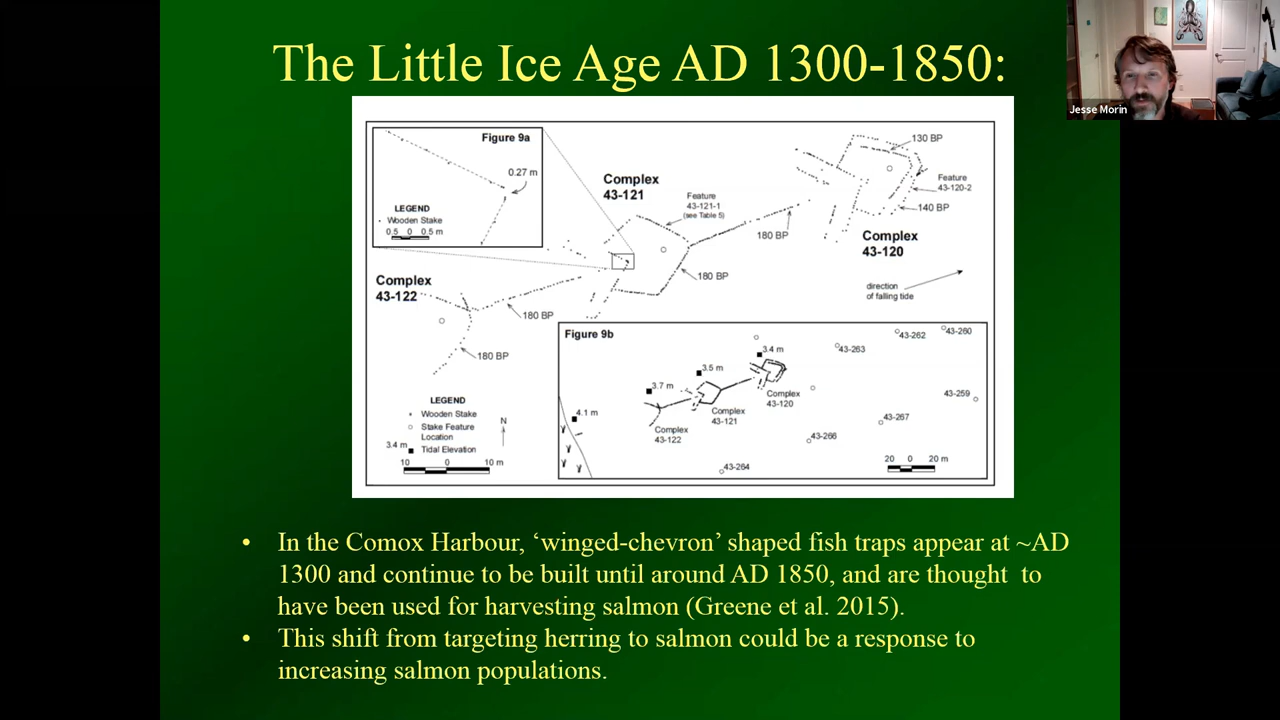 The Little Ice Age AD 1300-1850:
Jesse Morin
Figure 9a
0.27 m
LEGEND
Wooden Stake
0.5 0 0.5 m
Complex
43-121
Feature
43-121-1
(see Table 5)
180 BP
180 BP
130 BP
Feature
43-120-2
140 BP
Complex
43-120
direction
of falling tide
Complex
43-122
180 BP
180 BP
LEGEND
Wooden Stake
Stake Feature
Location
3.4 m
Tidal Elevation
N
10 0 10 m
Figure 9b
3.4 m
3.5 m
3.7 m
4.1 m
Complex
43-120
Complex
43-121
Complex
43-122
43-263
43-262
43-260
43-259
43-267
43-266
43-264
20 0 20 m
• In the Comox Harbour, ‘winged-chevron’ shaped fish traps appear at ~AD
1300 and continue to be built until around AD 1850, and are thought to
have been used for harvesting salmon (Greene et al. 2015).
• This shift from targeting herring to salmon could be a response to
increasing salmon populations.